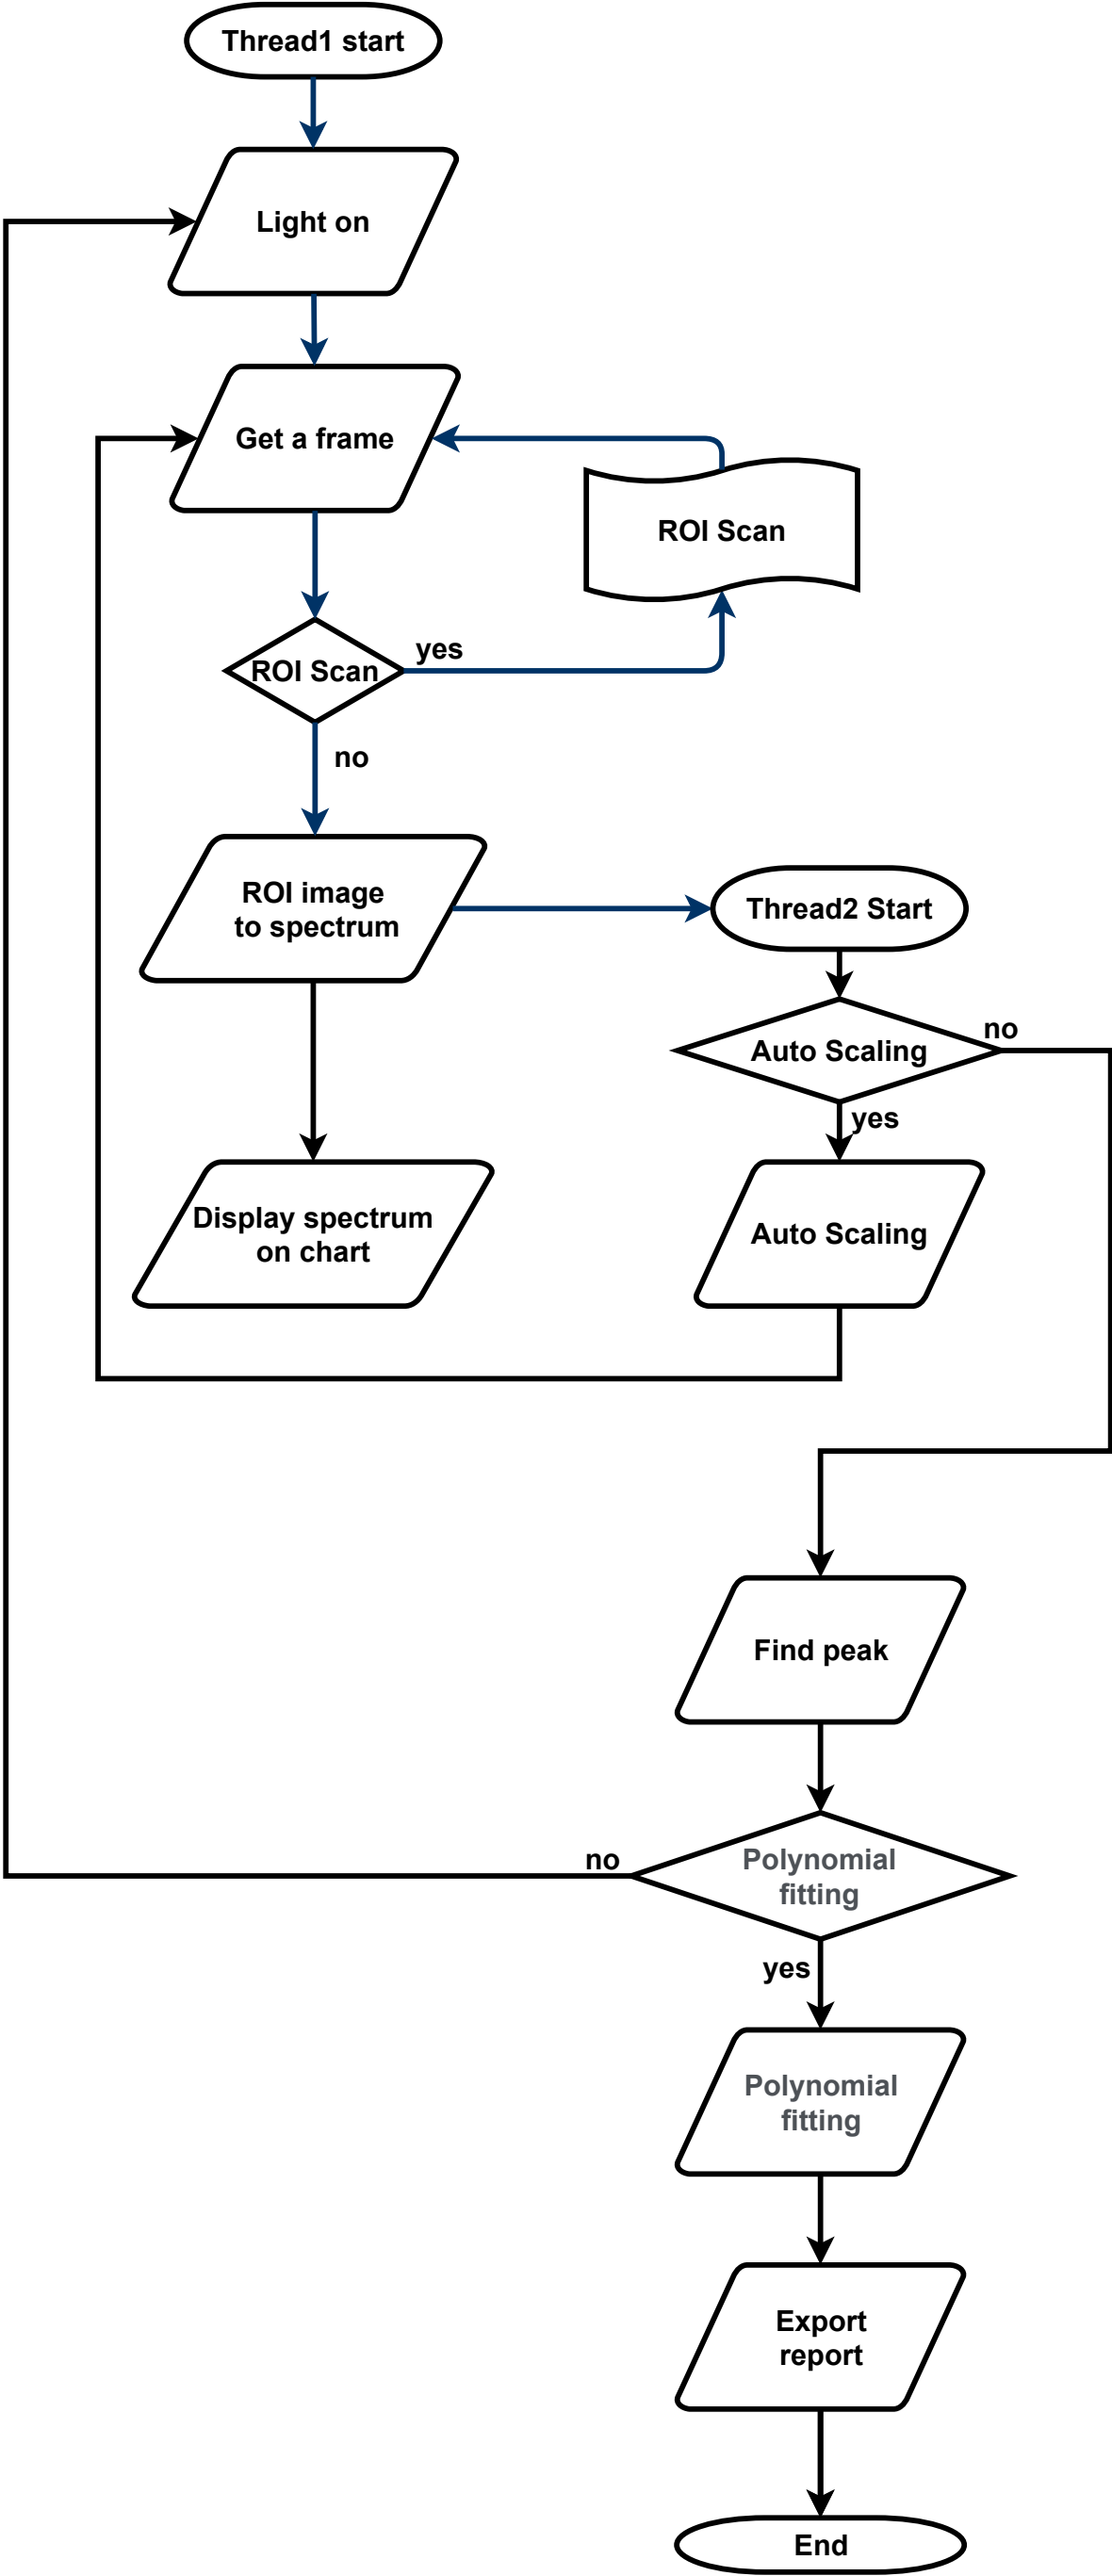 Thread1 start
Light on
Get a frame
ROI Scan
ROI Scan
yes
no
ROI image
to spectrum
Thread2 Start
Auto Scaling
no
yes
Display spectrum
on chart
Auto Scaling
Find peak
Polynomial
fitting
no
yes
Polynomial
fitting
Export
report
End